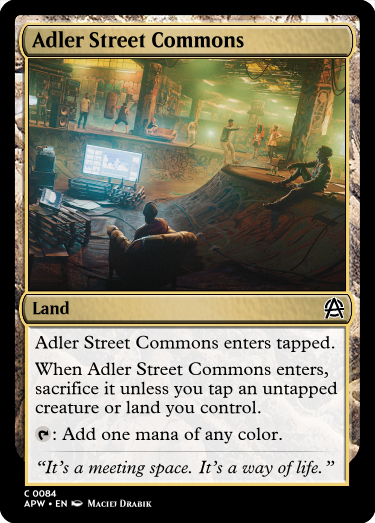 Adler Street Commons
Land
Adler Street Commons enters tapped.
When Adler Street Commons enters,
sacrifice it unless you tap an untapped
creature or land you control.
: Add one mana of any color.
“It’s a meeting space. It’s a way of life.”
C 0084
APW • EN Maciej Drabik